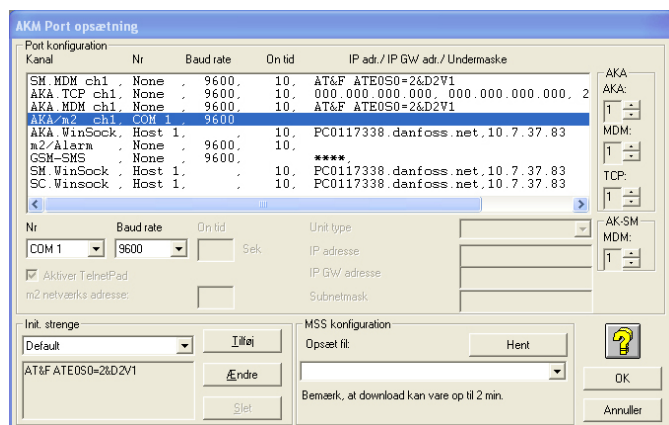 AKM Port opsætning
Port konfiguration
Kanal Nr Baud rate On tid IP adr./ IP GW adr./ Undermaske
SM.MDM ch1 , None , 9600, 10, AT&F ATE0S0=2&D2V1
AKA.TCP ch1, None , 9600, 10, 000.000.000.000, 000.000.000.000, 2
AKA.MDM ch1, None , 9600, 10, AT&F ATE0S0=2&D2V1
AKA/m2 ch1, COM 1 , 9600
AKA.WinSock, Host 1, , 10, PC0117338.danfoss.net,10.7.37.83
m2/Alarm , None , 9600, 10,
GSM-SMS , None , 9600, ****,
SM.WinSock , Host 1, , 10, PC0117338.danfoss.net,10.7.37.83
SC.Winsock , Host 1, , 10, PC0117338.danfoss.net,10.7.37.83
AKA
AKA:
1
MDM:
1
TCP:
1
AK-SM
MDM:
1
Nr Baud rate On tid Unit type
COM 1 9600 Sek IP adresse
Aktiver TelnetPad IP GW adresse
m2 netværks adresse: Subnetmask
Init. strenge
Default
AT&F ATE0S0=2&D2V1
Tilføj
Ændre
Slet
MSS konfiguration
Opsæt fil: Hent
Bemærk, at download kan vare op til 2 min.
OK
Annuller